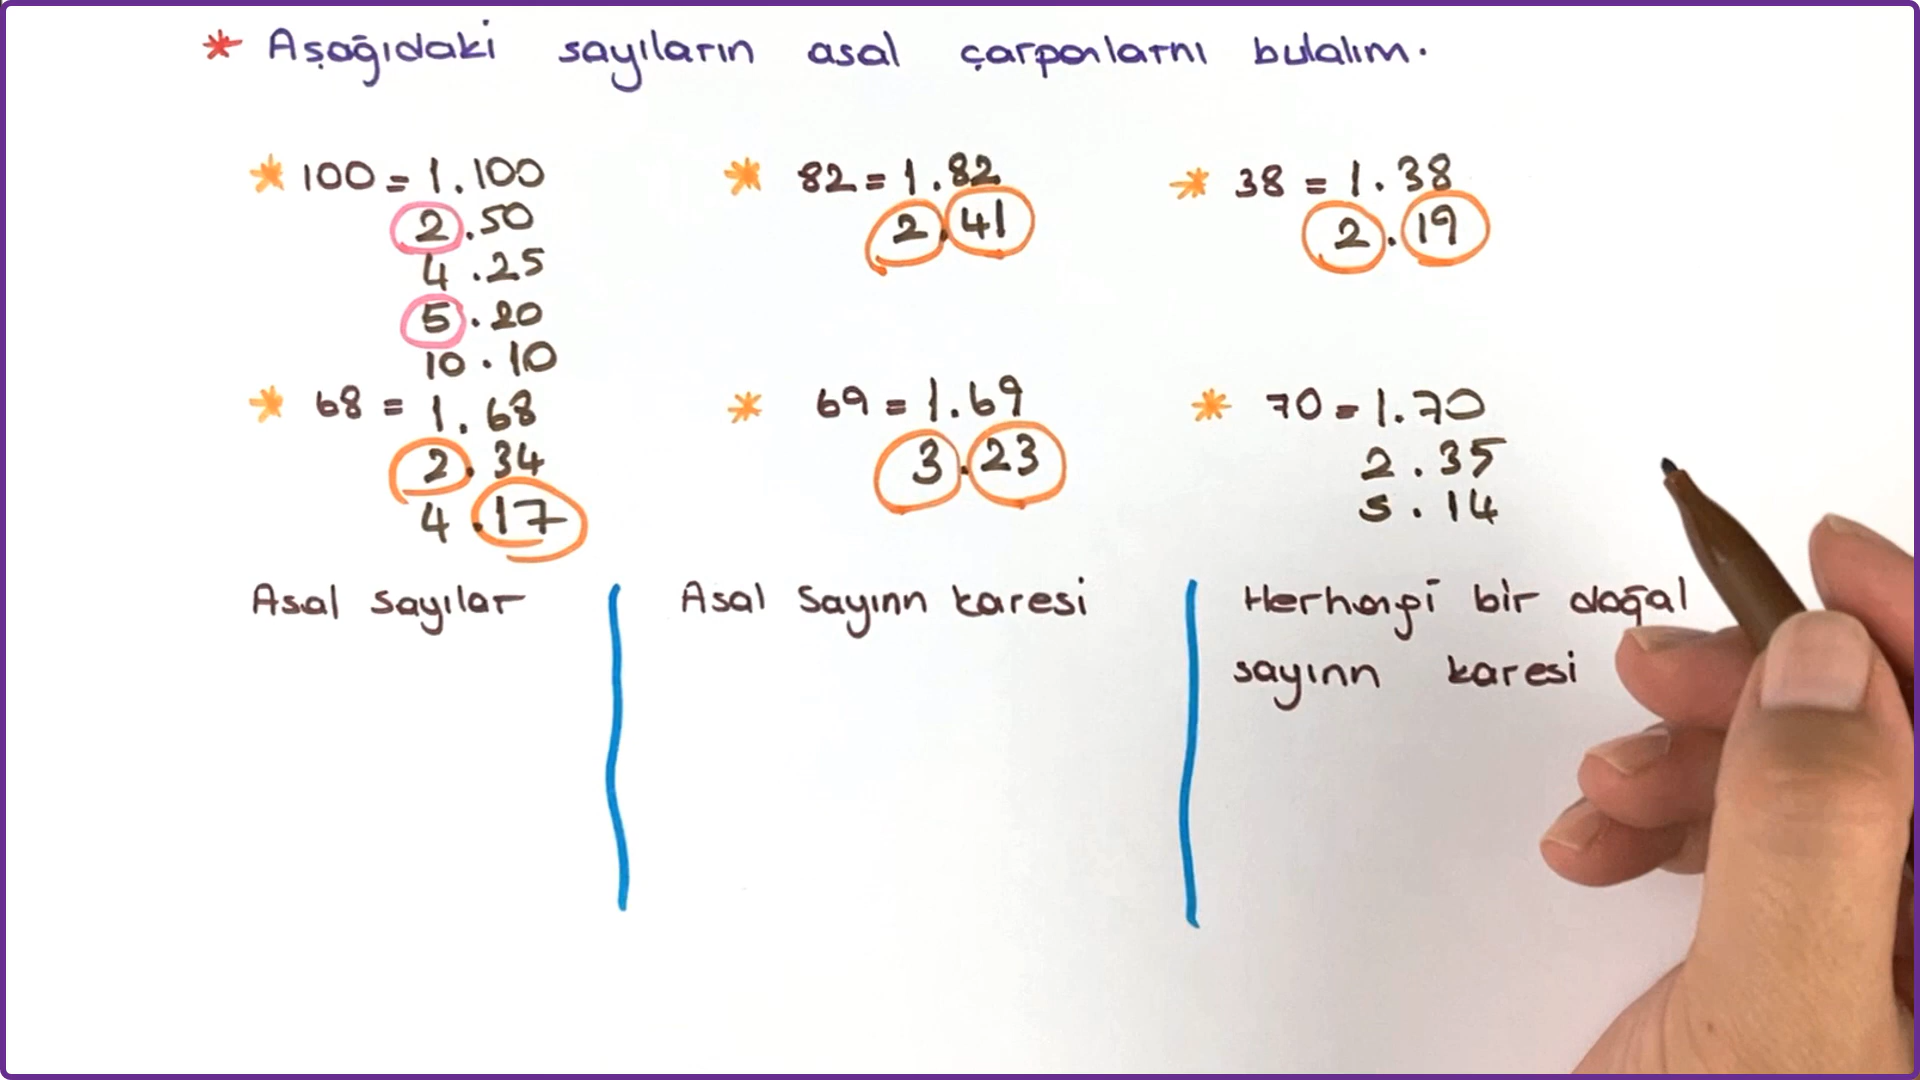 * Aşağıdaki sayıların asal çarpanlarnı bulalım.
* 100 = 1.100
2.50
4.25
5.20
10.10
* 82 = 1.82
2.41
* 38 = 1.38
2.19
* 68 = 1.68
2.34
4.17
* 69 = 1.69
3.23
* 70 = 1.70
2.35
5.14
Asal sayılar
Asal Sayının karesi
Herhangi bir doğal
sayının karesi